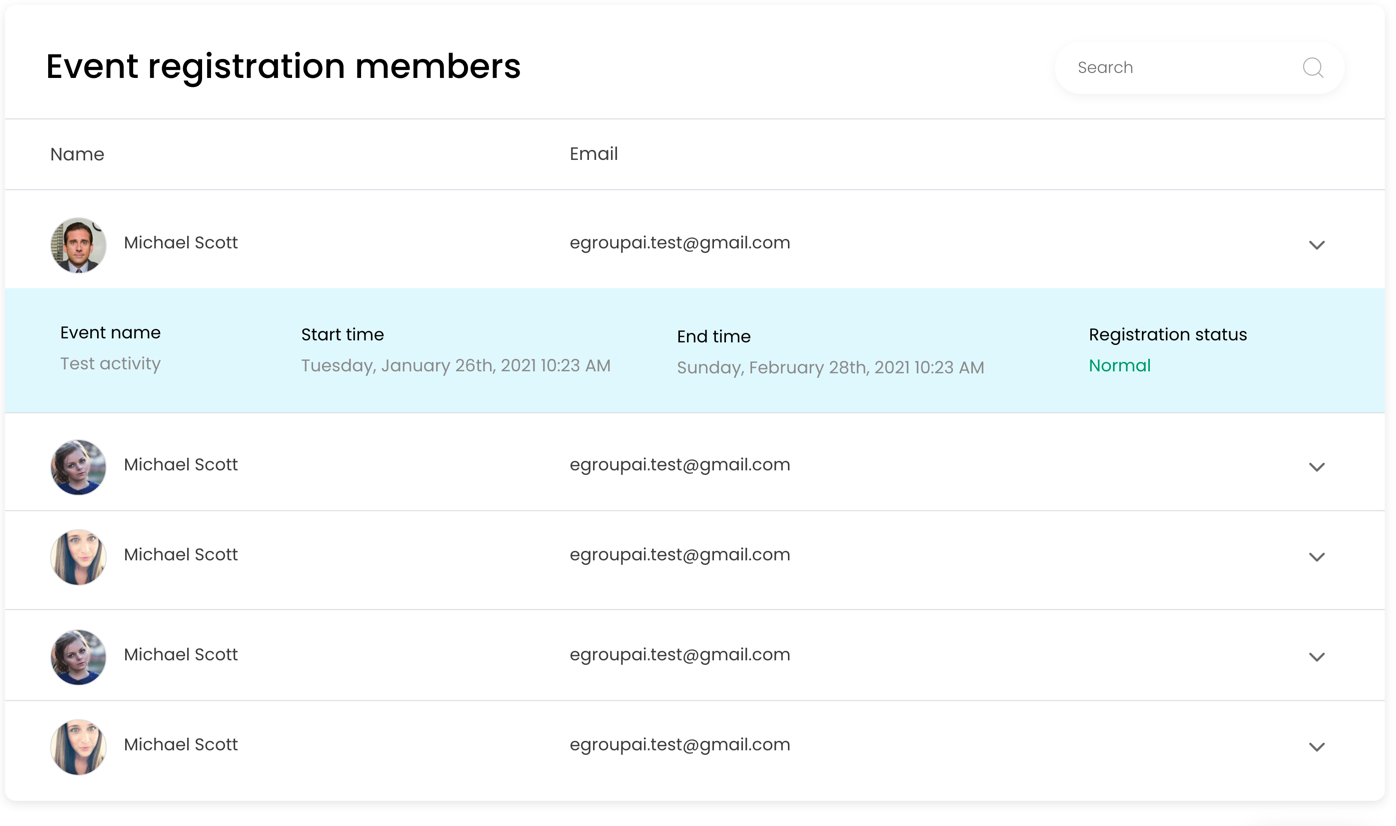 Event registration members
Search
Name Email
Michael Scott egroupai.test@gmail.com
Event name Start time End time Registration status
Test activity Tuesday, January 26th, 2021 10:23 AM Sunday, February 28th, 2021 10:23 AM Normal
Michael Scott egroupai.test@gmail.com
Michael Scott egroupai.test@gmail.com
Michael Scott egroupai.test@gmail.com
Michael Scott egroupai.test@gmail.com